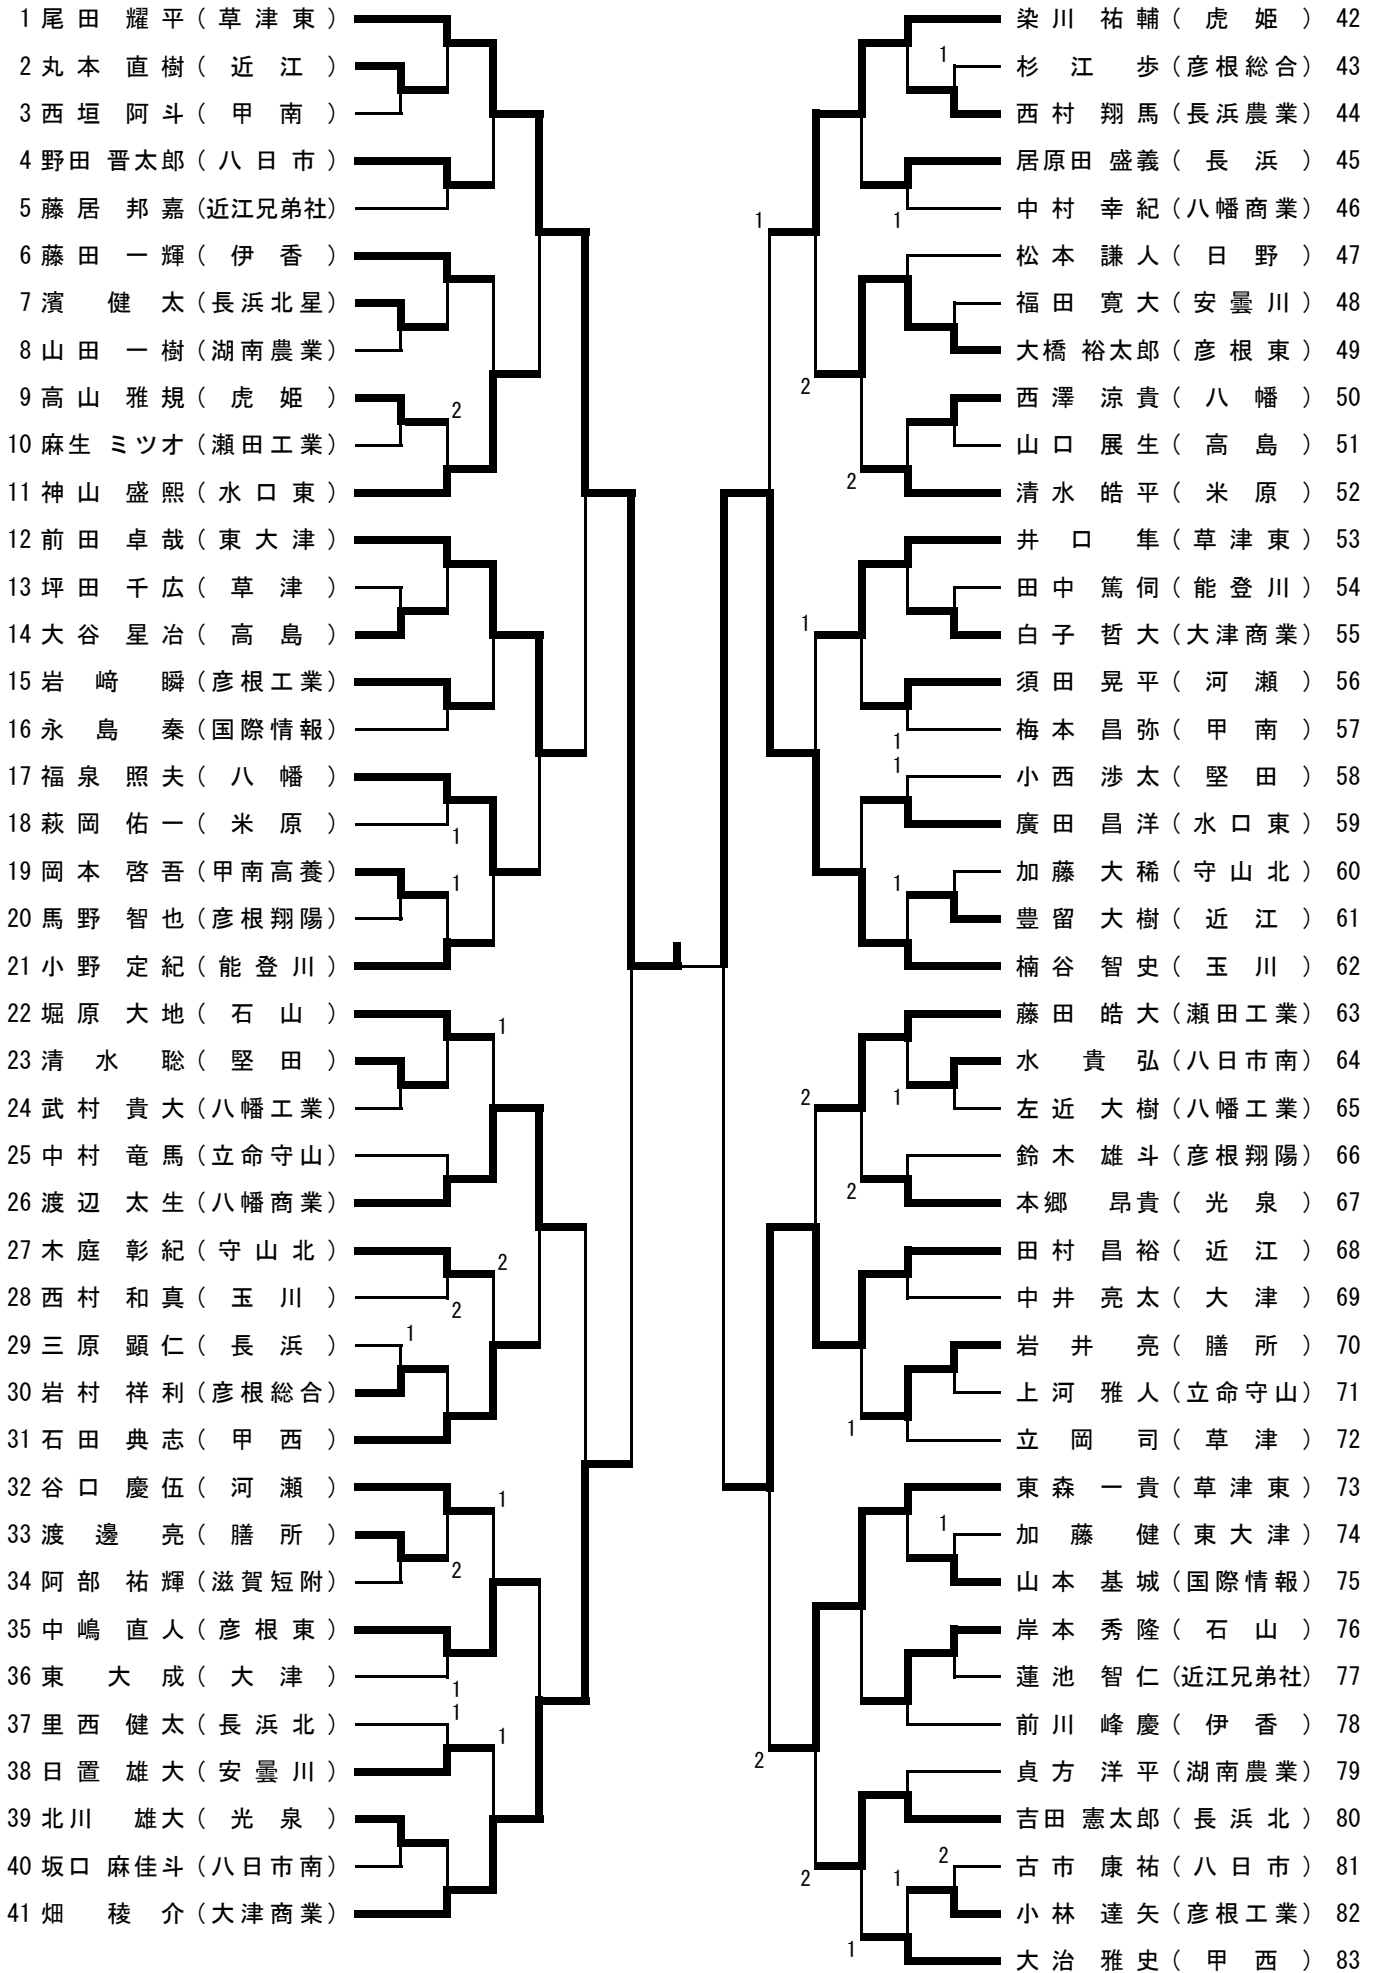 1 尾田 耀平 (草津東)
2 丸本 直樹 (近江)
3 西垣 阿斗 (甲南)
4 野田 晋太郎 (八日市)
5 藤居 邦嘉 (近江兄弟社)
6 藤田 一輝 (伊香)
7 濱 健太 (長浜北星)
8 山田 一樹 (湖南農業)
9 高山 雅規 (虎姫)
2
10 麻生 ミツオ (瀬田工業)
11 神山 盛熙 (水口東)
12 前田 卓哉 (東大津)
13 坪田 千広 (草津)
14 大谷 星冶 (高島)
15 岩﨑 瞬 (彦根工業)
16 永島 秦 (国際情報)
17 福泉 照夫 (八幡)
18 萩岡 佑一 (米原)
1
19 岡本 啓吾 (甲南高養)
1
20 馬野 智也 (彦根翔陽)
21 小野 定紀 (能登川)
22 堀原 大地 (石山)
1
23 清水 聡 (堅田)
24 武村 貴大 (八幡工業)
25 中村 竜馬 (立命守山)
26 渡辺 太生 (八幡商業)
27 木庭 彰紀 (守山北)
2
28 西村 和真 (玉川)
2
29 三原 顕仁 (長浜)
1
30 岩村 祥利 (彦根総合)
31 石田 典志 (甲西)
32 谷口 慶伍 (河瀬)
1
33 渡邊 亮 (膳所)
2
34 阿部 祐輝 (滋賀短附)
35 中嶋 直人 (彦根東)
36 東 大成 (大津)
1
37 里西 健太 (長浜北)
1
1
38 日置 雄大 (安曇川)
39 北川 雄大 (光泉)
40 坂口 麻佳斗 (八日市南)
41 畑 稜介 (大津商業)
染川 祐輔 (虎姫) 42
1
杉江 歩 (彦根総合) 43
西村 翔馬 (長浜農業) 44
居原田 盛義 (長浜) 45
中村 幸紀 (八幡商業) 46
1
1
松本 謙人 (日野) 47
福田 寛大 (安曇川) 48
大橋 裕太郎 (彦根東) 49
2
西澤 涼貴 (八幡) 50
山口 展生 (高島) 51
2
清水 皓平 (米原) 52
井口 隼 (草津東) 53
田中 篤伺 (能登川) 54
1
白子 哲大 (大津商業) 55
須田 晃平 (河瀬) 56
梅本 昌弥 (甲南) 57
1
1
小西 渉太 (堅田) 58
廣田 昌洋 (水口東) 59
加藤 大稀 (守山北) 60
1
豊留 大樹 (近江) 61
楠谷 智史 (玉川) 62
藤田 皓大 (瀬田工業) 63
水 貴弘 (八日市南) 64
2
1
左近 大樹 (八幡工業) 65
鈴木 雄斗 (彦根翔陽) 66
2
本郷 昂貴 (光泉) 67
田村 昌裕 (近江) 68
中井 亮太 (大津) 69
岩井 亮 (膳所) 70
上河 雅人 (立命守山) 71
1
立岡 司 (草津) 72
東森 一貴 (草津東) 73
1
加藤 健 (東大津) 74
山本 基城 (国際情報) 75
岸本 秀隆 (石山) 76
蓮池 智仁 (近江兄弟社) 77
前川 峰慶 (伊香) 78
2
貞方 洋平 (湖南農業) 79
吉田 憲太郎 (長浜北) 80
2
古市 康祐 (八日市) 81
2
1
小林 達矢 (彦根工業) 82
1
大治 雅史 (甲西) 83